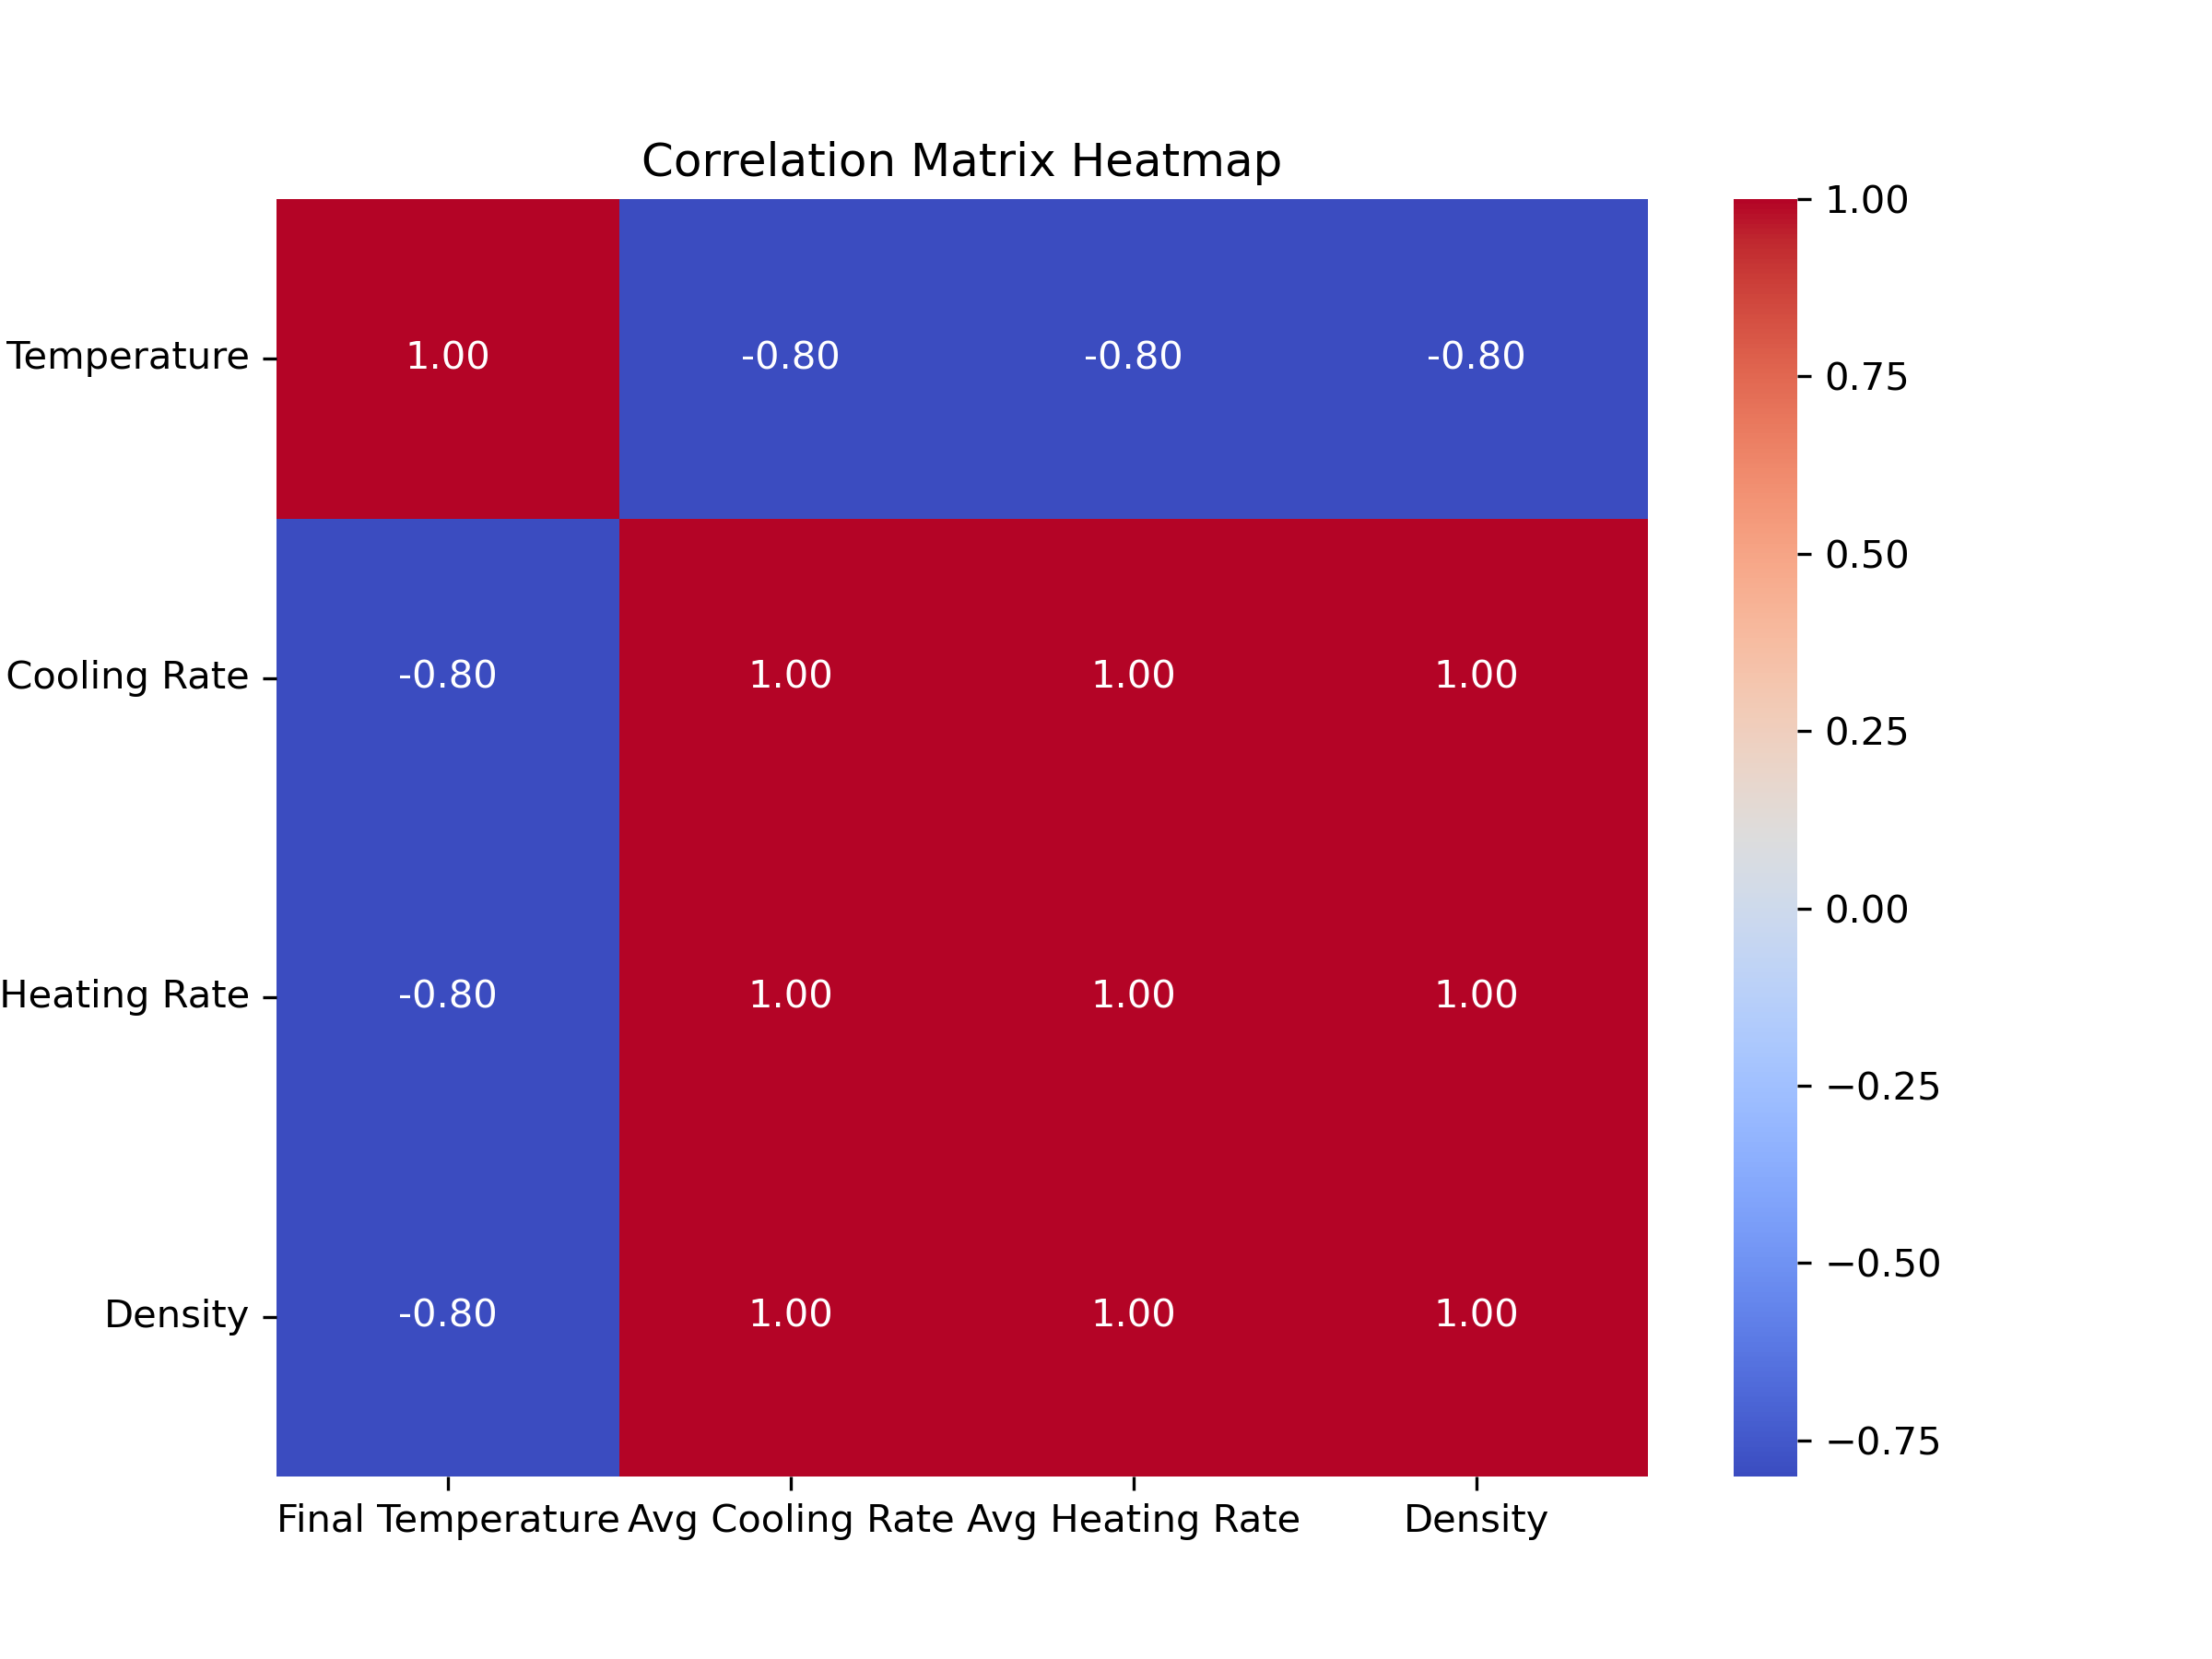 Correlation Matrix Heatmap
Temperature 1.00 -0.80 -0.80 -0.80
Cooling Rate -0.80 1.00 1.00 1.00
Heating Rate -0.80 1.00 1.00 1.00
Density -0.80 1.00 1.00 1.00
Final Temperature Avg Cooling Rate Avg Heating Rate Density
1.00
0.75
0.50
0.25
0.00
−0.25
−0.50
−0.75